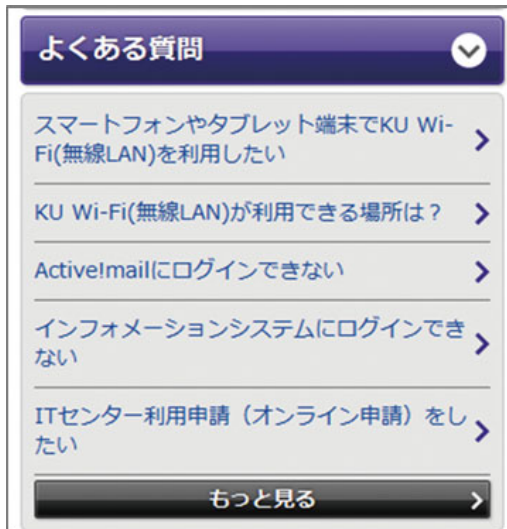 よくある質問
スマートフォンやタブレット端末でKU Wi-
Fi(無線LAN)を利用したい
KU Wi-Fi(無線LAN)が利用できる場所は？
Active!mailにログインできない
インフォメーションシステムにログインでき
ない
ITセンター利用申請（オンライン申請）をし
たい
もっと見る